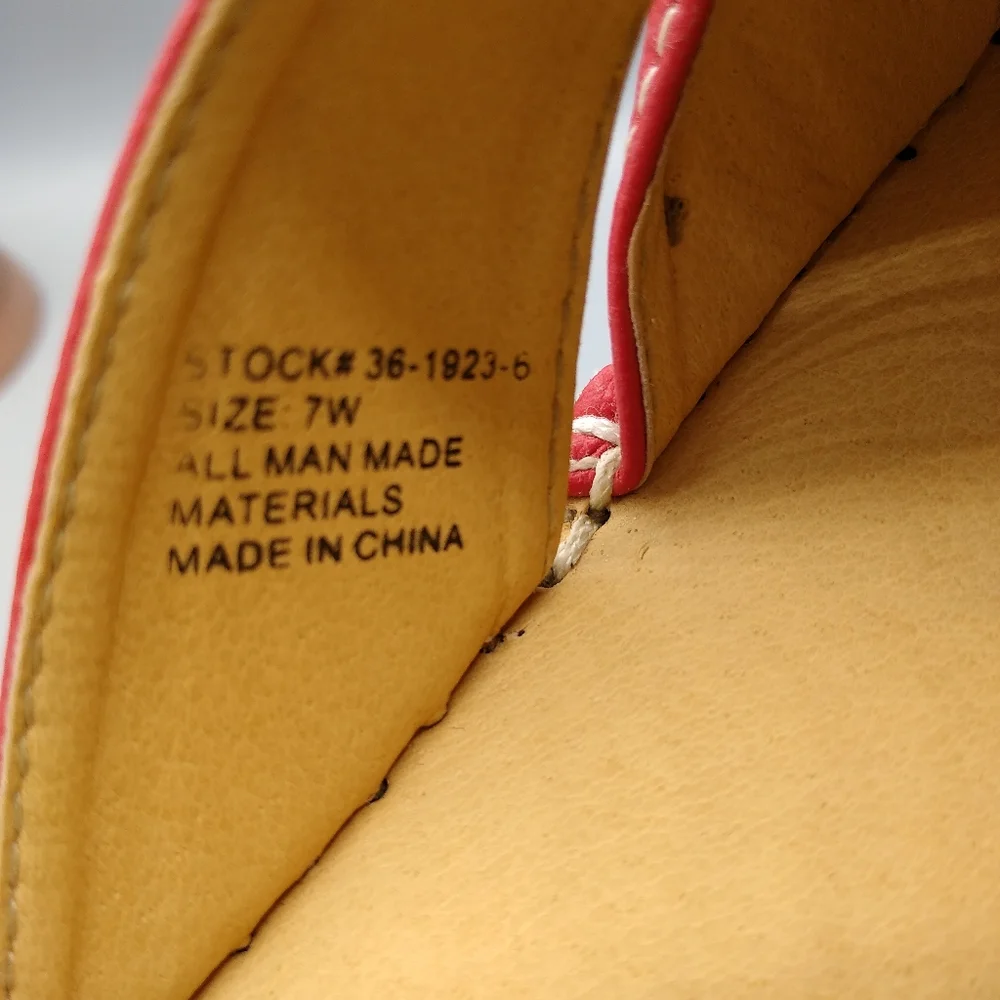 STOCK# 36-1923-6
SIZE: 7W
ALL MAN MADE
MATERIALS
MADE IN CHINA